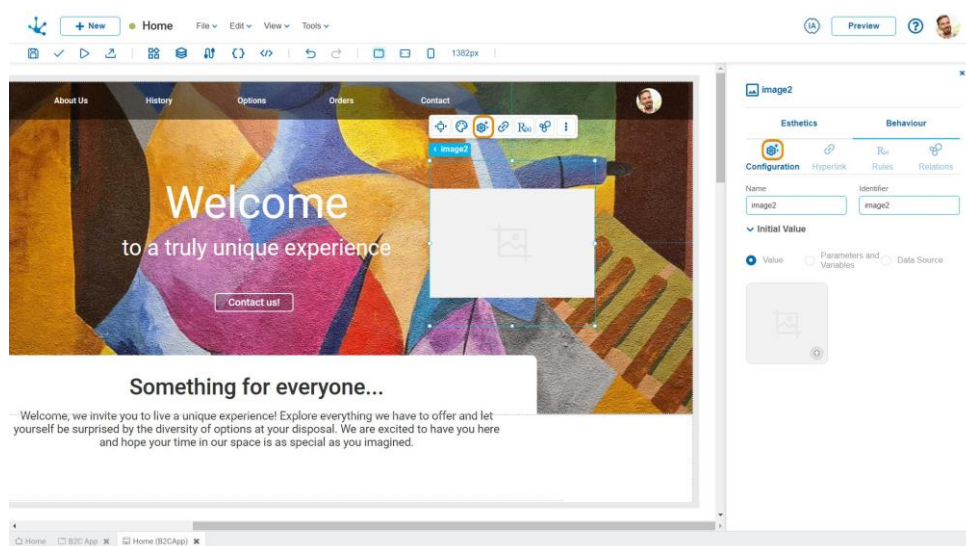 + New
Home
File
Edit
View
Tools
IA
Preview
?
1382px
About Us
History
Options
Orders
Contact
< image2
Welcome
to a truly unique experience
Contact us!
Something for everyone...
Welcome, we invite you to live a unique experience! Explore everything we have to offer and let
yourself be surprised by the diversity of options at your disposal. We are excited to have you here
and hope your time in our space is as special as you imagined.
image2
Esthetics
Behaviour
Configuration
Hyperlink
Rules
Relations
Name
Identifier
image2
image2
Initial Value
Value
Parameters and
Variables
Data Source
Home
B2C App
Home (B2CApp)